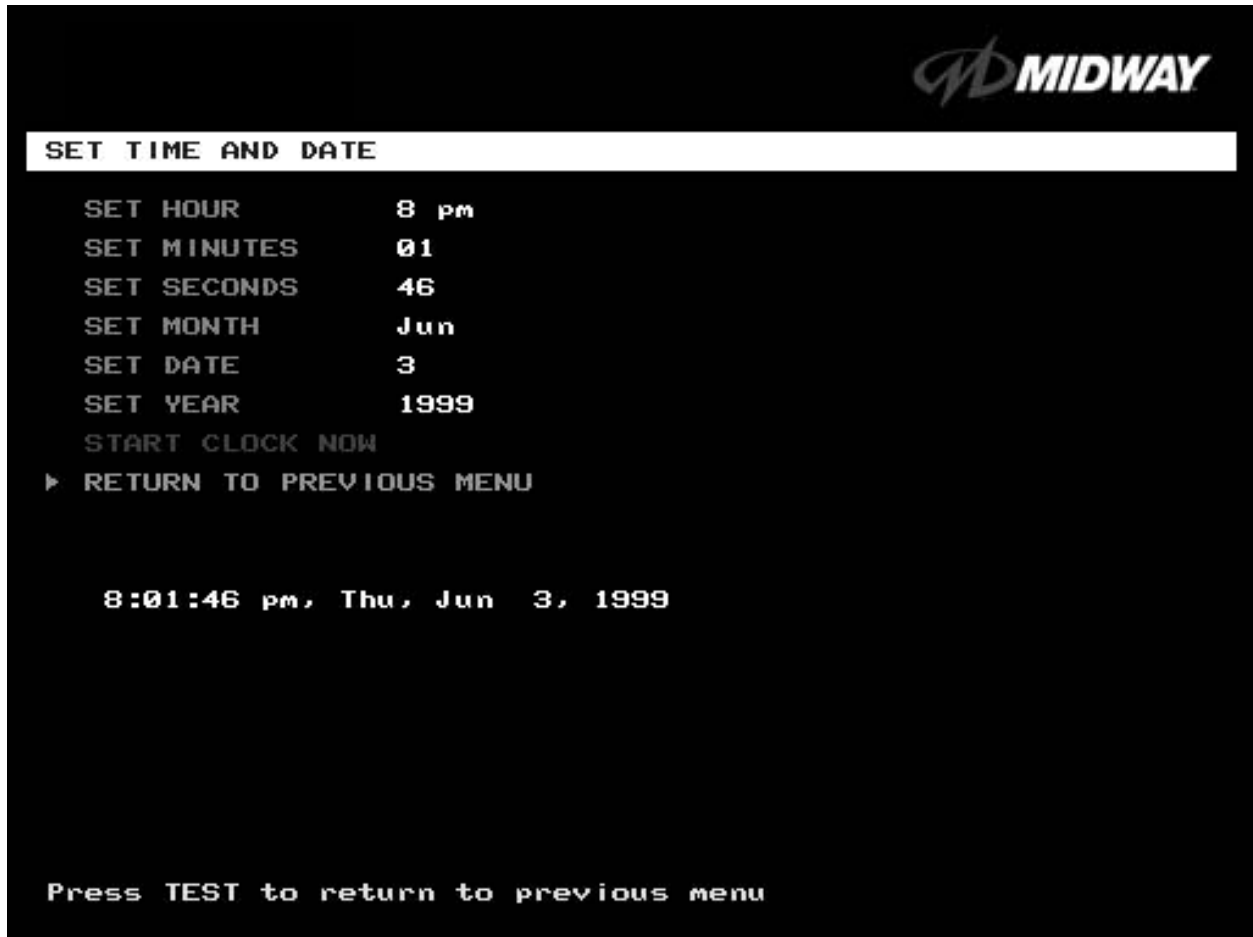 MIDWAY
SET TIME AND DATE
SET HOUR 8 pm
SET MINUTES 01
SET SECONDS 46
SET MONTH Jun
SET DATE 3
SET YEAR 1999
START CLOCK NOW
RETURN TO PREVIOUS MENU
8:01:46 pm, Thu, Jun 3, 1999
Press TEST to return to previous menu